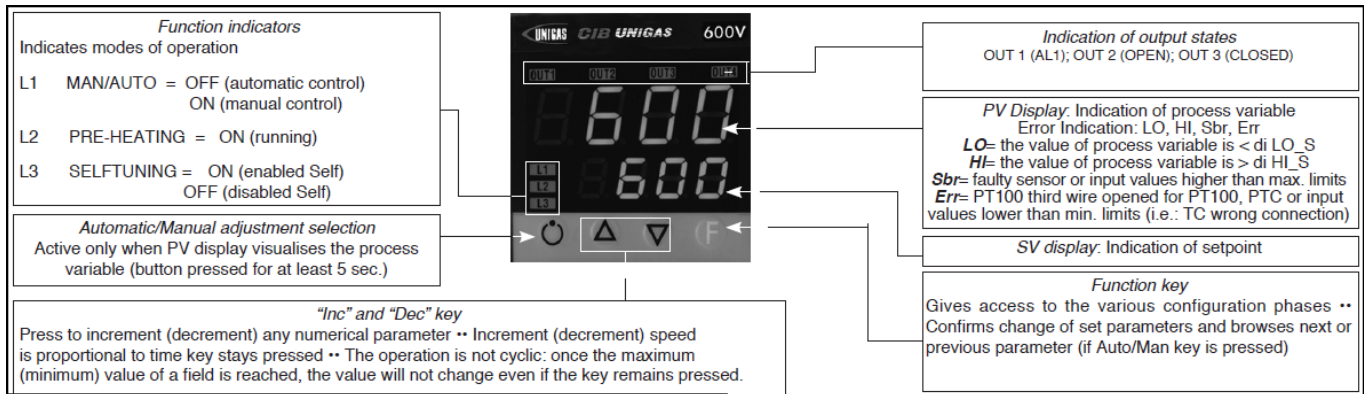 Function indicators
Indicates modes of operation
L1 MAN/AUTO = OFF (automatic control)
ON (manual control)
L2 PRE-HEATING = ON (running)
L3 SELFTUNING = ON (enabled Self)
OFF (disabled Self)
Automatic/Manual adjustment selection
Active only when PV display visualises the process
variable (button pressed for at least 5 sec.)
"Inc" and "Dec" key
Press to increment (decrement) any numerical parameter •• Increment (decrement) speed
is proportional to time key stays pressed •• The operation is not cyclic: once the maximum
(minimum) value of a field is reached, the value will not change even if the key remains pressed.
UNIGAS CIB UNIGAS 600V
OUT1 OUT2 OUT3 OUT4
600
600
L1
L2
L3
F
Indication of output states
OUT 1 (AL1); OUT 2 (OPEN); OUT 3 (CLOSED)
PV Display: Indication of process variable
Error Indication: LO, HI, Sbr, Err
LO= the value of process variable is < di LO_S
HI= the value of process variable is > di HI_S
Sbr= faulty sensor or input values higher than max. limits
Err= PT100 third wire opened for PT100, PTC or input
values lower than min. limits (i.e.: TC wrong connection)
SV display: Indication of setpoint
Function key
Gives access to the various configuration phases ••
Confirms change of set parameters and browses next or
previous parameter (if Auto/Man key is pressed)